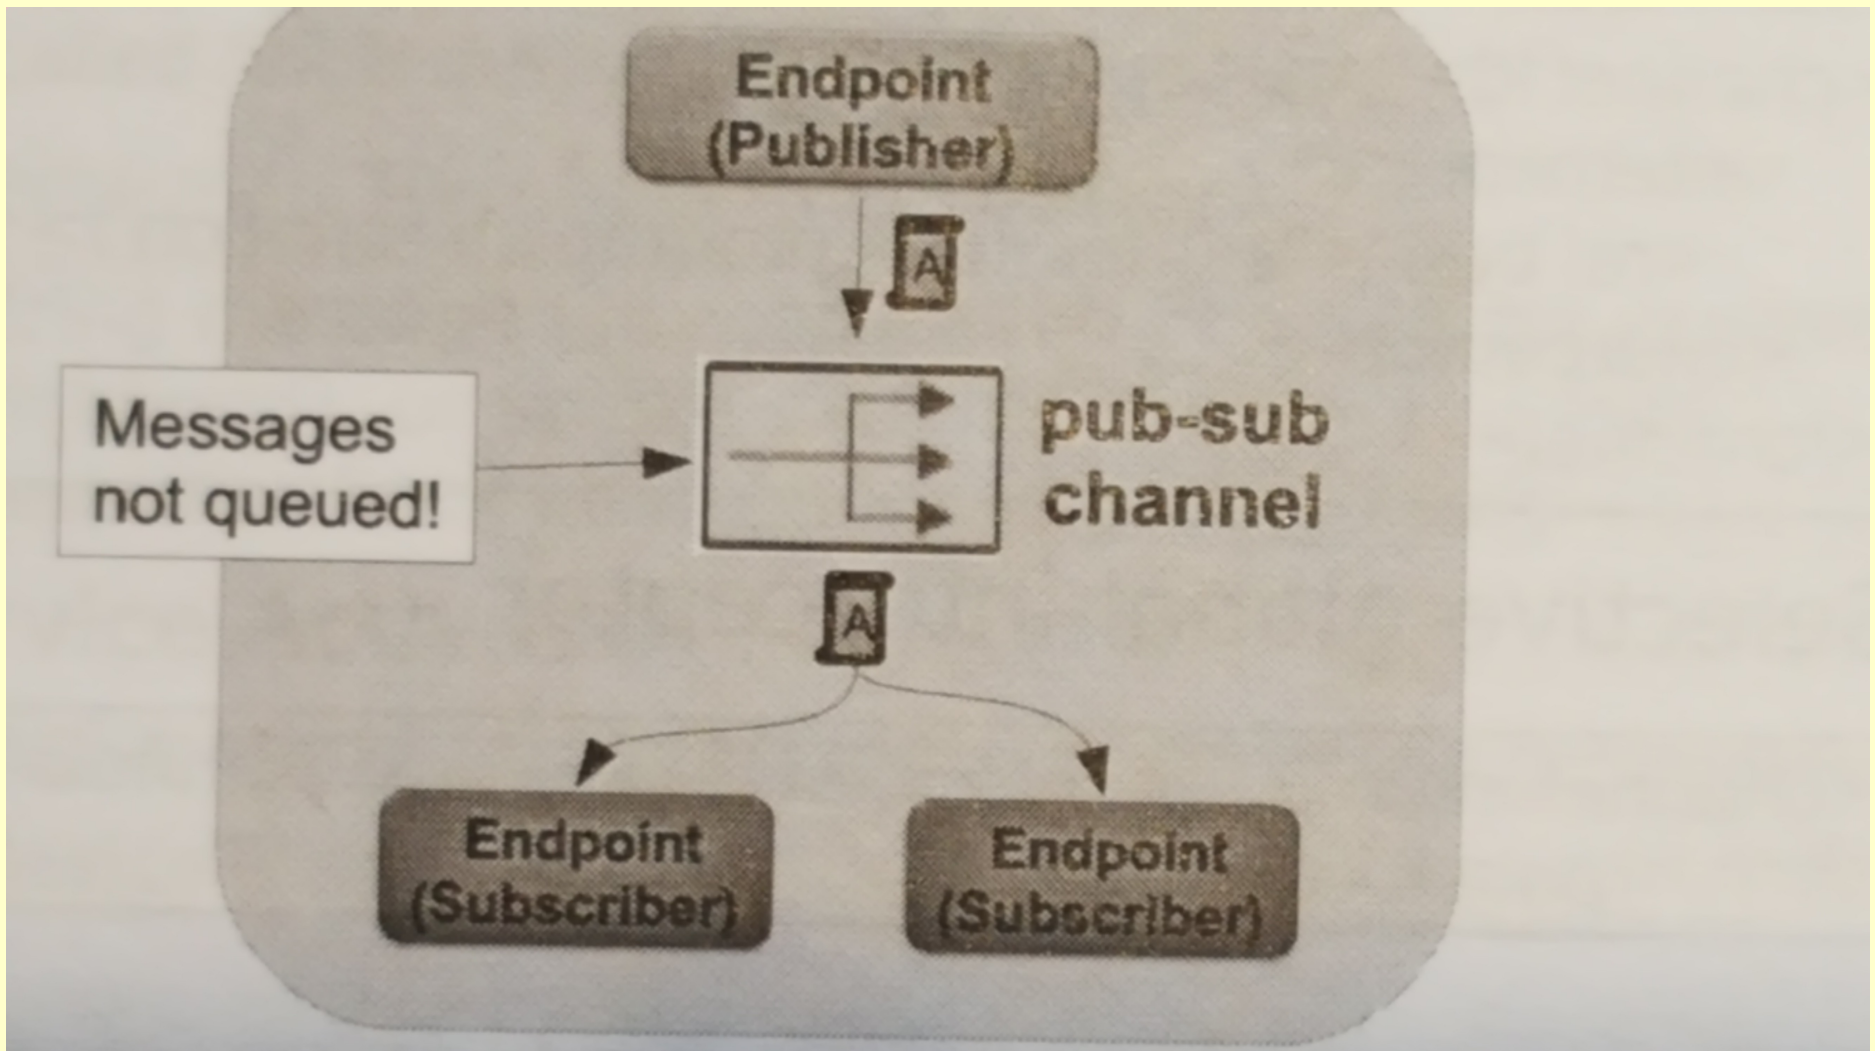 Endpoint
(Publisher)
A
Messages
not queued!
pub-sub
channel
A
Endpoint
(Subscriber)
Endpoint
(Subscriber)